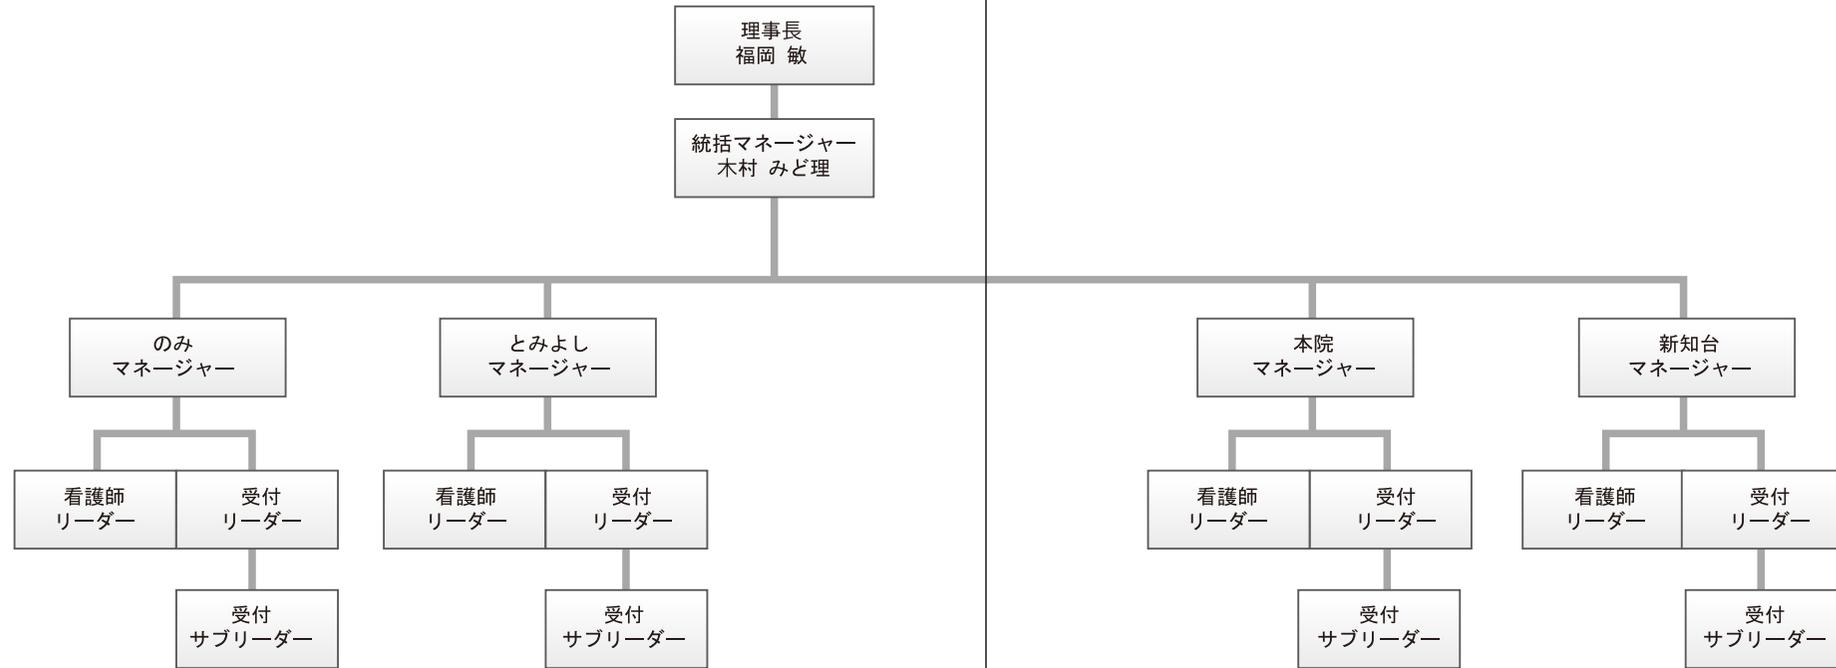 理事長
福岡 敏
統括マネージャー
木村 みど理
のみ
マネージャー
とみよし
マネージャー
本院
マネージャー
新知台
マネージャー
看護師
リーダー
受付
リーダー
看護師
リーダー
受付
リーダー
看護師
リーダー
受付
リーダー
看護師
リーダー
受付
リーダー
受付
サブリーダー
受付
サブリーダー
受付
サブリーダー
受付
サブリーダー